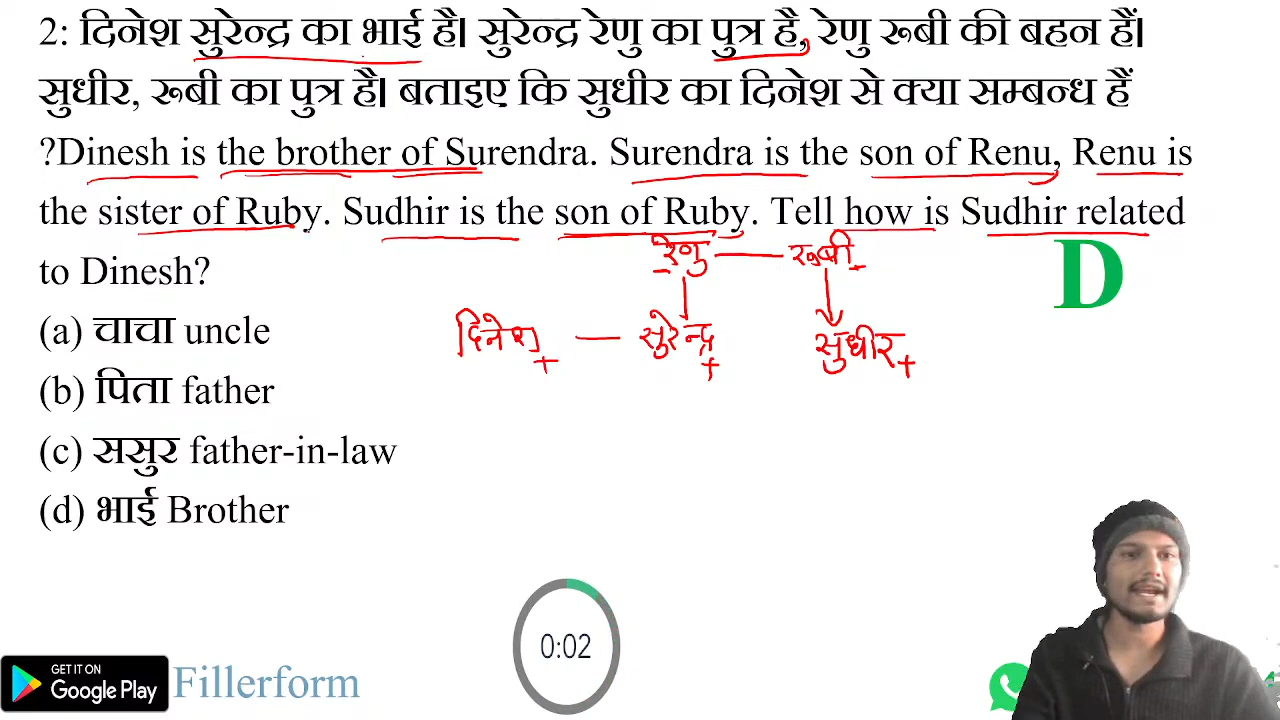 2: दिनेश सुरेन्द्र का भाई है। सुरेन्द्र रेणु का पुत्र है, रेणु रूबी की बहन हैं।
सुधीर, रूबी का पुत्र है। बताइए कि सुधीर का दिनेश से क्या सम्बन्ध हैं
?Dinesh is the brother of Surendra. Surendra is the son of Renu, Renu is
the sister of Ruby. Sudhir is the son of Ruby. Tell how is Sudhir related
to Dinesh?
रेणु — रूबी
D
दिनेश — सुरेन्द्र सुधीर
(a) चाचा uncle
(b) पिता father
(c) ससुर father-in-law
(d) भाई Brother
0:02
GET IT ON
Google Play
Fillerform